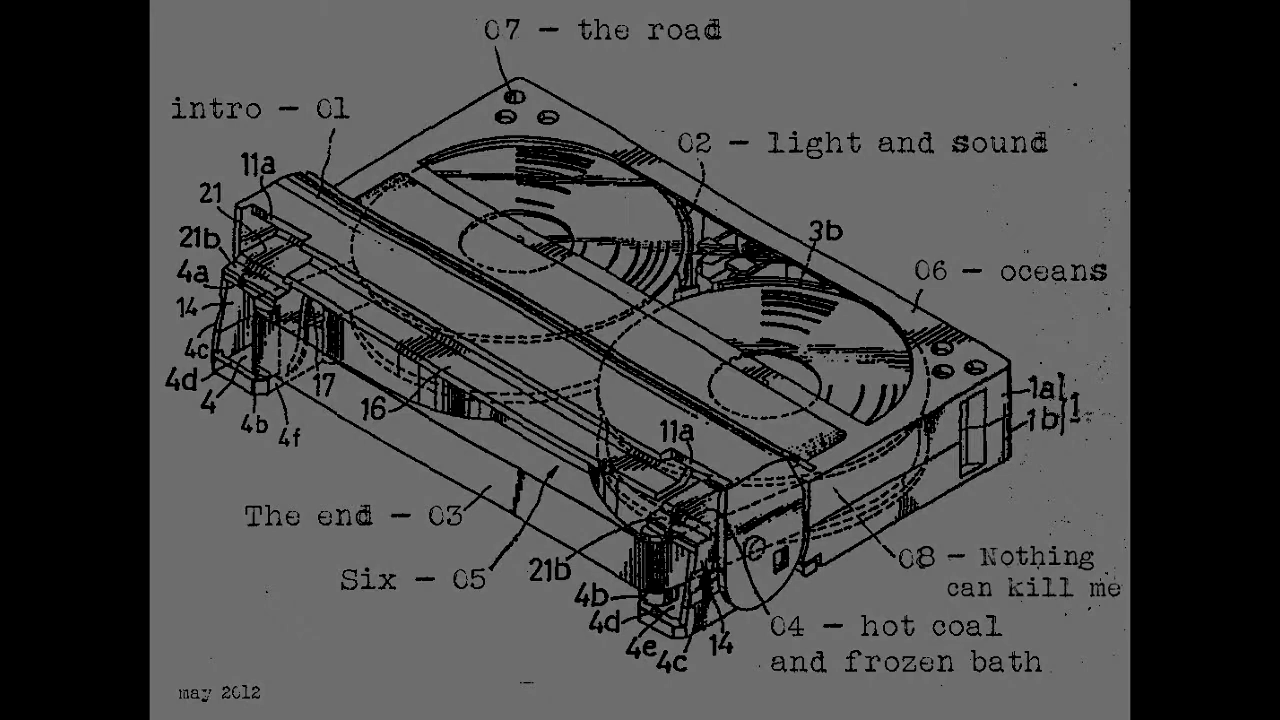 07 - the road
intro - 01
02 - light and sound
11a
21
3b
21b
06 - oceans
4a
14
4c
4d
17
1a
1
4
16
1b
4b
4f
11a
The end - 03
08 - Nothing
can kill me
Six - 05
21b
4b
4d
04 - hot coal
and frozen bath
4e
14
4c
may 2012